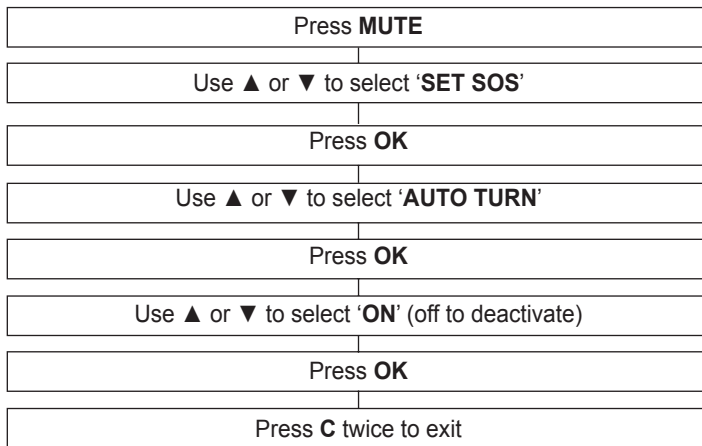 Press MUTE
Use ▲ or ▼ to select ‘SET SOS’
Press OK
Use ▲ or ▼ to select ‘AUTO TURN’
Press OK
Use ▲ or ▼ to select ‘ON’ (off to deactivate)
Press OK
Press C twice to exit